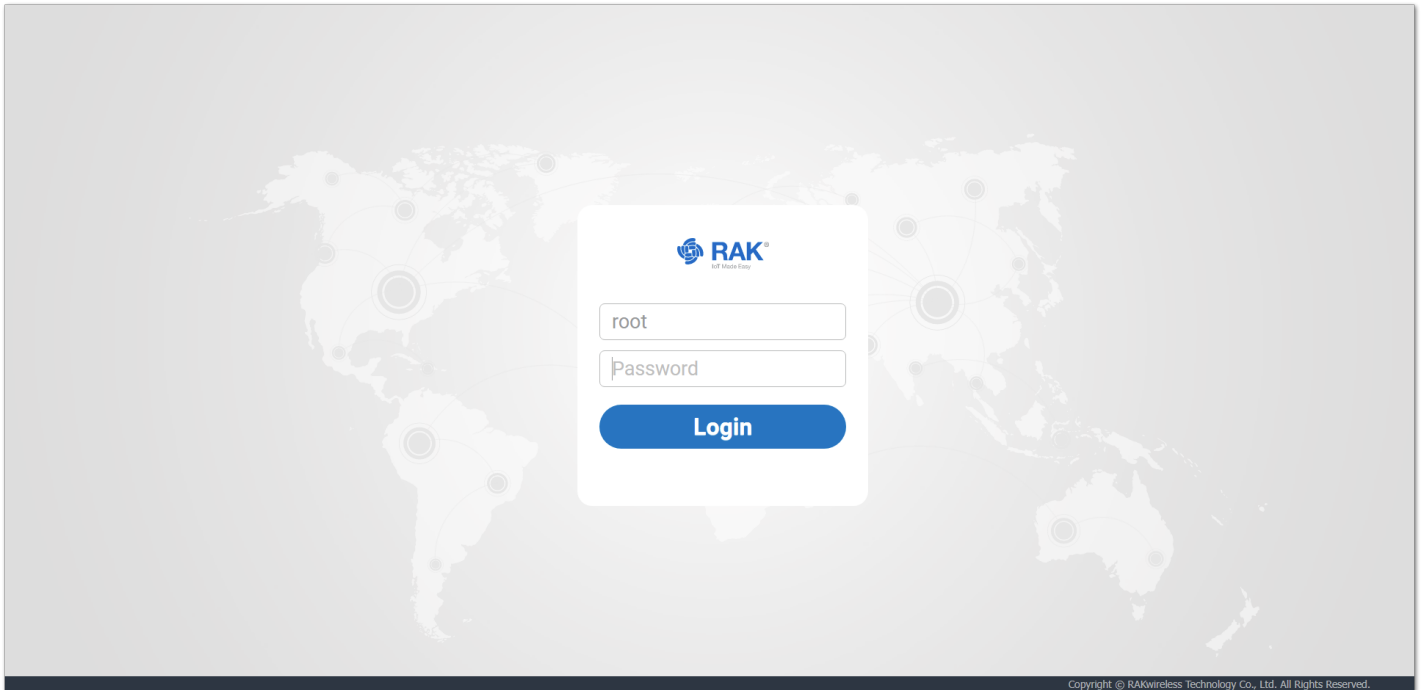 RAK®
IoT Made Easy
root
Password
Login
Copyright © RAKwireless Technology Co., Ltd. All Rights Reserved.